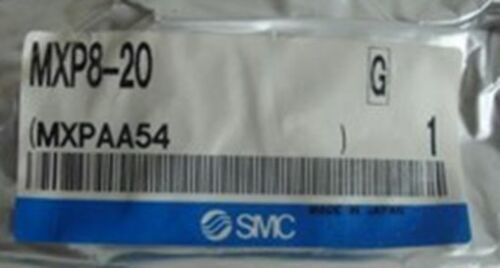 MXP8-20 G
(MXPAA54 ) 1
MADE IN JAPAN
SMC